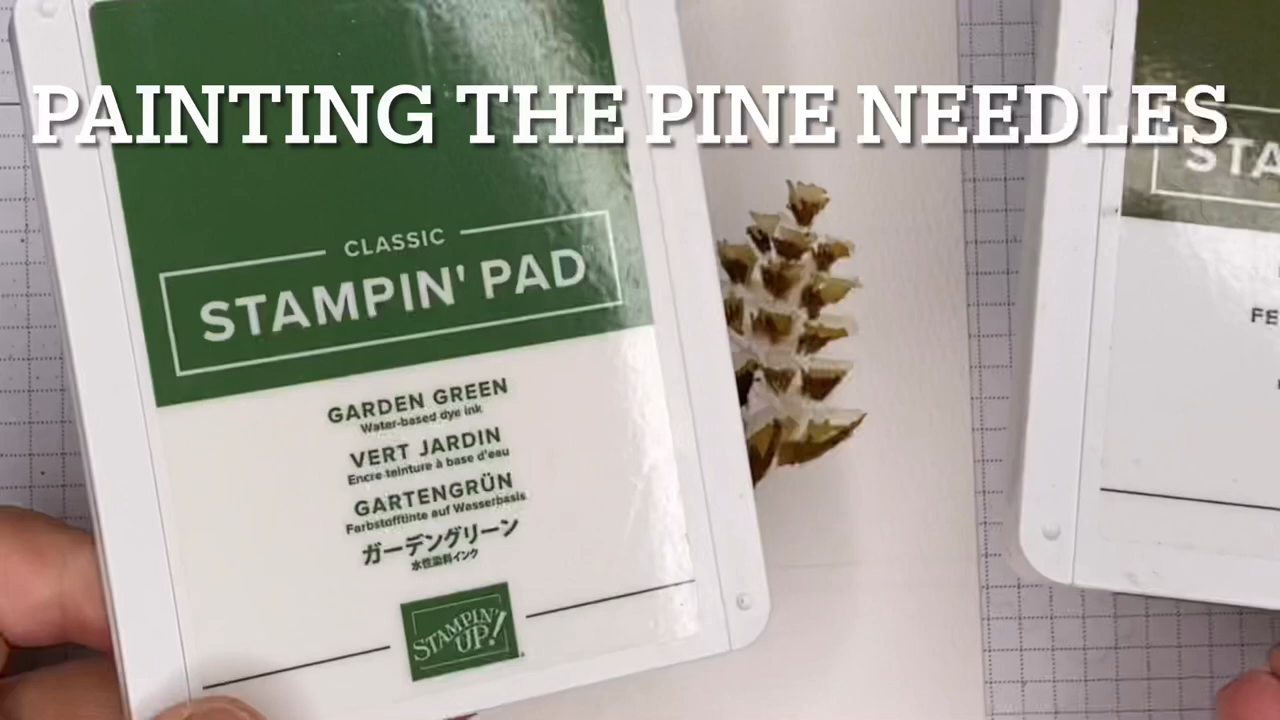 PAINTING THE PINE NEEDLES
CLASSIC
STAMPIN' PAD
GARDEN GREEN
Water-based dye ink
VERT JARDIN
Encre teinture à base d'eau
GARTENGRÜN
Farbstofftinte auf Wasserbasis
ガーデングリーン
水性染料インク
STAMPIN'
UP!
STA
FE